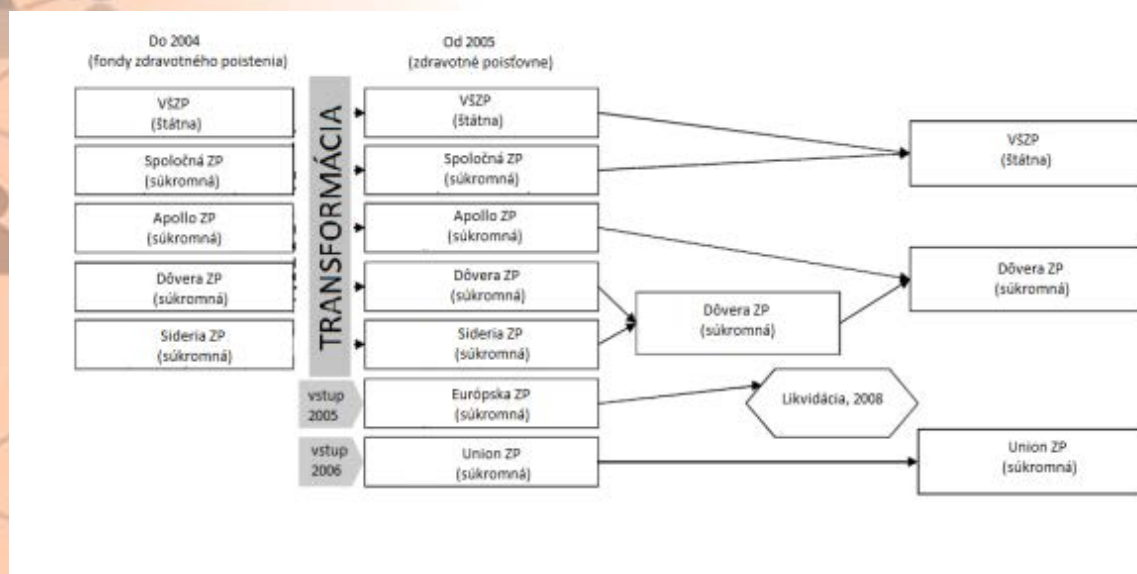 Do 2004
(fondy zdravotného poistenia)
Od 2005
(zdravotné poisťovne)
VŠZP
(štátna)
Spoločná ZP
(súkromná)
Apollo ZP
(súkromná)
Dôvera ZP
(súkromná)
Sideria ZP
(súkromná)
TRANSFORMÁCIA
vstup
2005
vstup
2006
VŠZP
(štátna)
Spoločná ZP
(súkromná)
Apollo ZP
(súkromná)
Dôvera ZP
(súkromná)
Sideria ZP
(súkromná)
Európska ZP
(súkromná)
Union ZP
(súkromná)
Dôvera ZP
(súkromná)
Likvidácia, 2008
VŠZP
(štátna)
Dôvera ZP
(súkromná)
Union ZP
(súkromná)